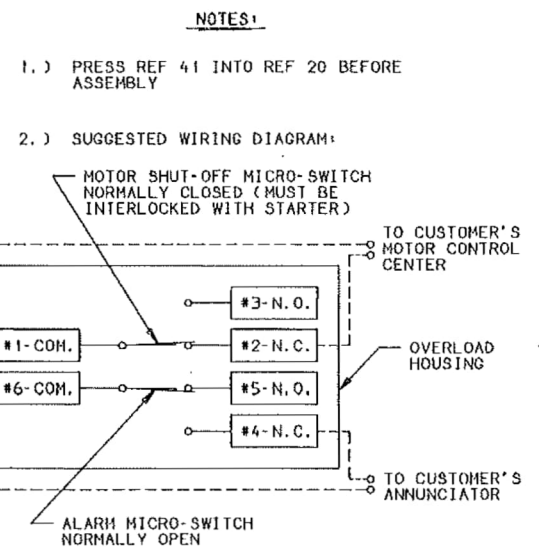 NOTES:
1.) PRESS REF 41 INTO REF 20 BEFORE
ASSEMBLY
2.) SUGGESTED WIRING DIAGRAM:
MOTOR SHUT-OFF MICRO-SWITCH
NORMALLY CLOSED (MUST BE
INTERLOCKED WITH STARTER)
TO CUSTOMER'S
MOTOR CONTROL
CENTER
#3-N.O.
#1-COM.
#2-N.C.
OVERLOAD
HOUSING
#6-COM.
#5-N.O.
#4-N.C.
TO CUSTOMER'S
ANNUNCIATOR
ALARM MICRO-SWITCH
NORMALLY OPEN